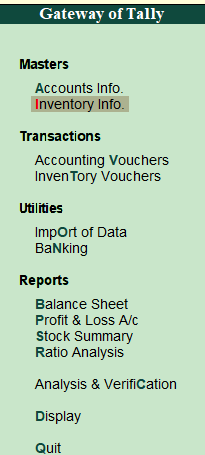 Gateway of Tally
Masters
Accounts Info.
Inventory Info.
Transactions
Accounting Vouchers
InvenTory Vouchers
Utilities
ImpOrt of Data
BaNking
Reports
Balance Sheet
Profit & Loss A/c
Stock Summary
Ratio Analysis
Analysis & VerifiCation
Display
Quit